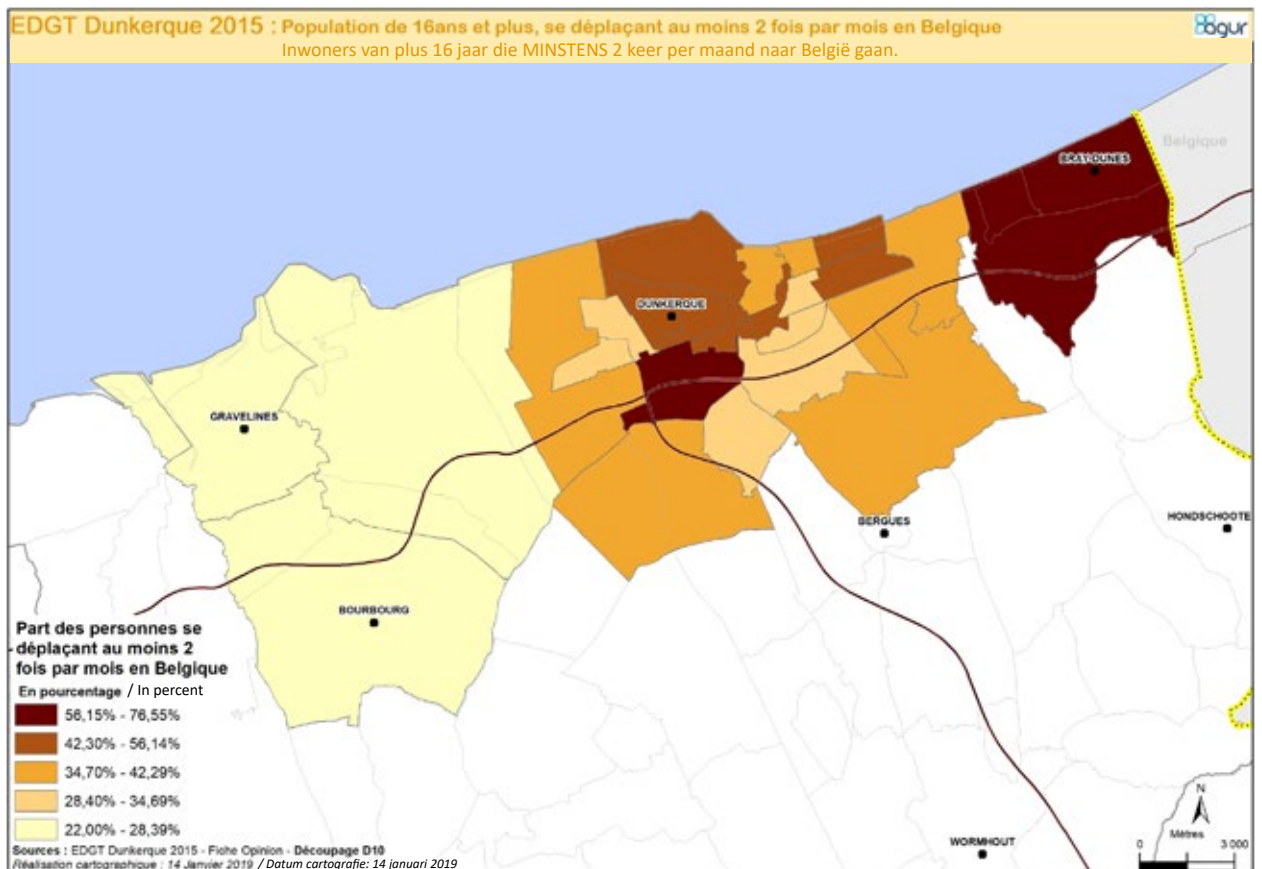 EDGT Dunkerque 2015 : Population de 16ans et plus, se déplaçant au moins 2 fois par mois en Belgique
Inwoners van plus 16 jaar die MINSTENS 2 keer per maand naar België gaan.
agur
Belgique
BRAY-DUNES
DUNKERQUE
GRAVELINES
BERGUES
HONDSCHOOTE
BOURBOURG
WORMHOUT
Part des personnes se
déplaçant au moins 2
fois par mois en Belgique
En pourcentage / In percent
56,15% - 76,55%
42,30% - 56,14%
34,70% - 42,29%
28,40% - 34,69%
22,00% - 28,39%
N
Mètres
0 3 000
Sources : EDGT Dunkerque 2015 - Fiche Opinion - Découpage D10
Réalisation cartographique : 14 Janvier 2019 / Datum cartografie: 14 januari 2019